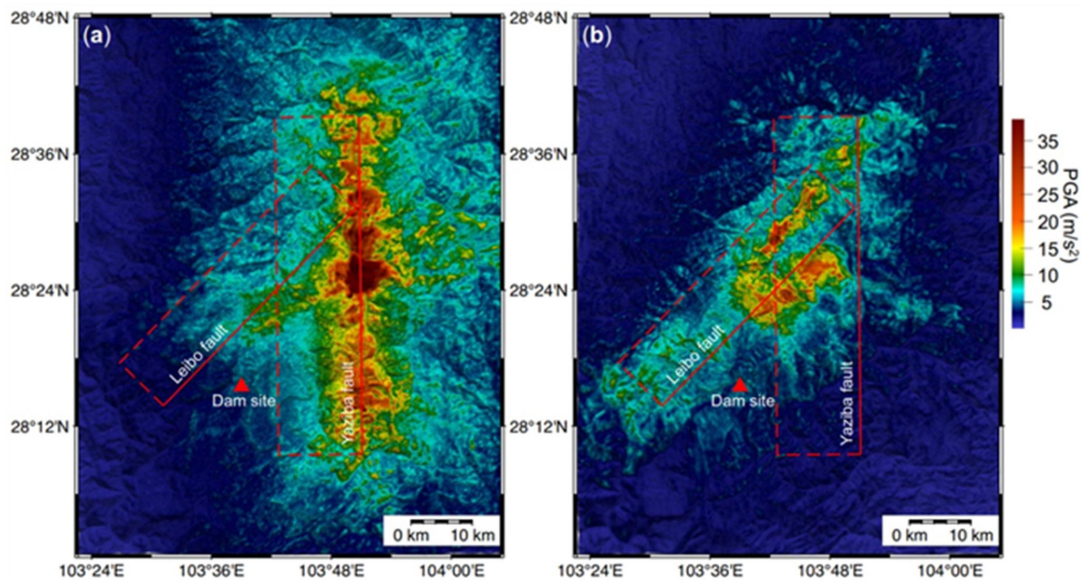 (a)
(b)
28°48'N
28°36'N
28°24'N
28°12'N
28°48'N
28°36'N
28°24'N
28°12'N
103°24'E
103°36'E
103°48'E
104°00'E
103°24'E
103°36'E
103°48'E
104°00'E
Leibo fault
Yaziba fault
Dam site
0 km 10 km
Leibo fault
Yaziba fault
Dam site
0 km 10 km
35
30
25
20
15
10
5
PGA (m/s²)